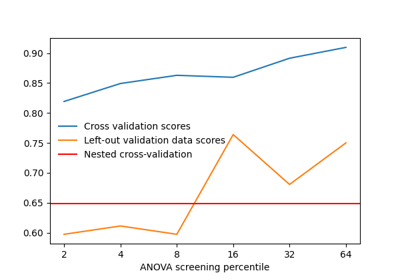 0.90
0.85
0.80
0.75
0.70
0.65
0.60
Cross validation scores
Left-out validation data scores
Nested cross-validation
2 4 8 16 32 64
ANOVA screening percentile